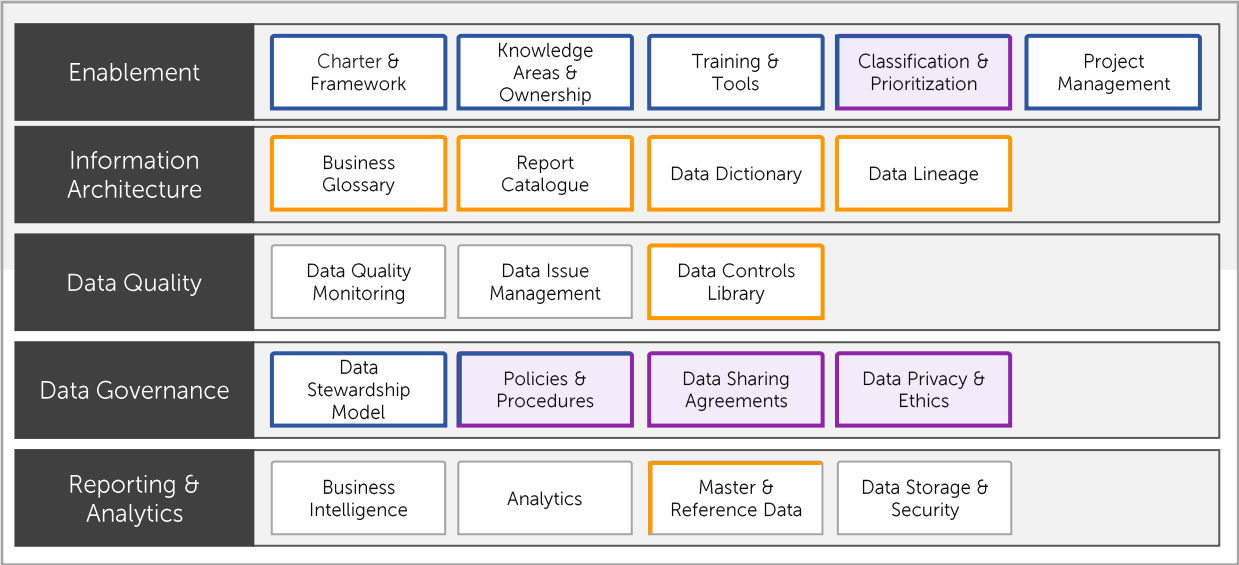 Enablement
Charter &
Framework
Knowledge
Areas &
Ownership
Training &
Tools
Classification &
Prioritization
Project
Management
Information
Architecture
Business
Glossary
Report
Catalogue
Data Dictionary
Data Lineage
Data Quality
Data Quality
Monitoring
Data Issue
Management
Data Controls
Library
Data Governance
Data
Stewardship
Model
Policies &
Procedures
Data Sharing
Agreements
Data Privacy &
Ethics
Reporting &
Analytics
Business
Intelligence
Analytics
Master &
Reference Data
Data Storage &
Security